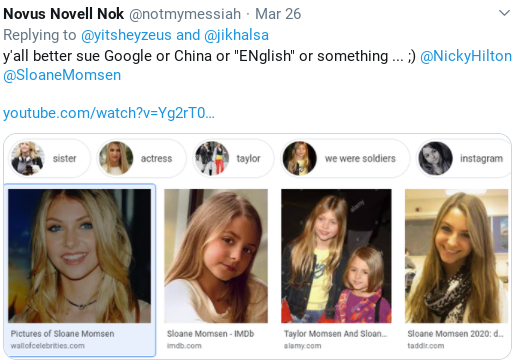 Novus Novell Nok @notmymessiah · Mar 26
Replying to @yitsheyzeus and @jikhalsa
y'all better sue Google or China or "ENglish" or something ... ;) @NickyHilton
@SloaneMomsen
youtube.com/watch?v=Yg2rT0...
sister actress taylor we were soldiers instagram
alamy
Pictures of Sloane Momsen Sloane Momsen - IMDb Taylor Momsen And Sloan... Sloane Momsen 2020: d...
wallofcelebrities.com imdb.com alamy.com taddlr.com